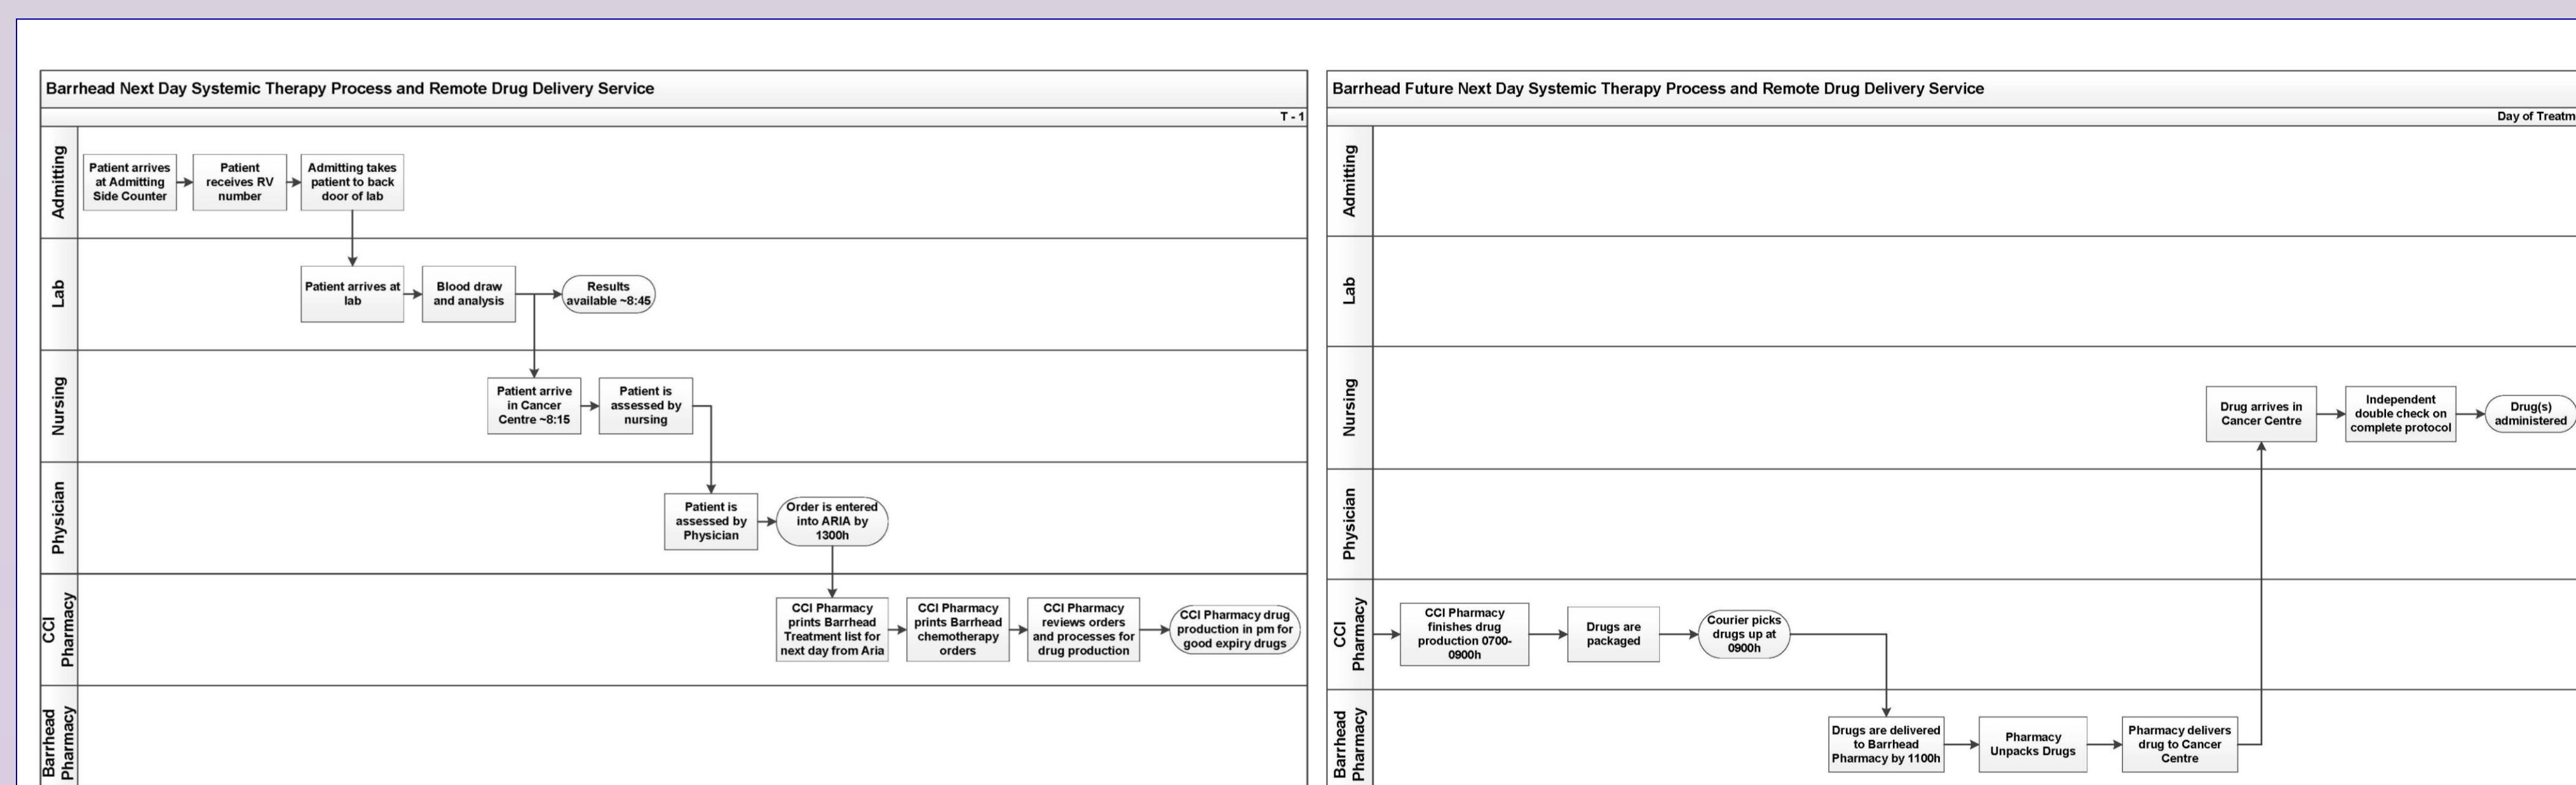 Barrhead Next Day Systemic Therapy Process and Remote Drug Delivery Service
T - 1
Admitting
Patient arrives
at Admitting
Side Counter
Patient
receives RV
number
Admitting takes
patient to back
door of lab
Lab
Patient arrives at
lab
Blood draw
and analysis
Results
available ~8:45
Nursing
Patient arrive
in Cancer
Centre ~8:15
Patient is
assessed by
nursing
Physician
Patient is
assessed by
Physician
Order is entered
into ARIA by
1300h
CCI
Pharmacy
CCI Pharmacy
prints Barrhead
Treatment list for
next day from Aria
CCI Pharmacy
prints Barrhead
chemotherapy
orders
CCI Pharmacy
reviews orders
and processes for
drug production
CCI Pharmacy drug
production in pm for
good expiry drugs
Barrhead
Pharmacy
Barrhead Future Next Day Systemic Therapy Process and Remote Drug Delivery Service
Day of Treatm
Admitting
Lab
Nursing
Drug arrives in
Cancer Centre
Independent
double check on
complete protocol
Drug(s)
administered
Physician
CCI
Pharmacy
CCI Pharmacy
finishes drug
production 0700-
0900h
Drugs are
packaged
Courier picks
drugs up at
0900h
Barrhead
Pharmacy
Drugs are delivered
to Barrhead
Pharmacy by 1100h
Pharmacy
Unpacks Drugs
Pharmacy delivers
drug to Cancer
Centre